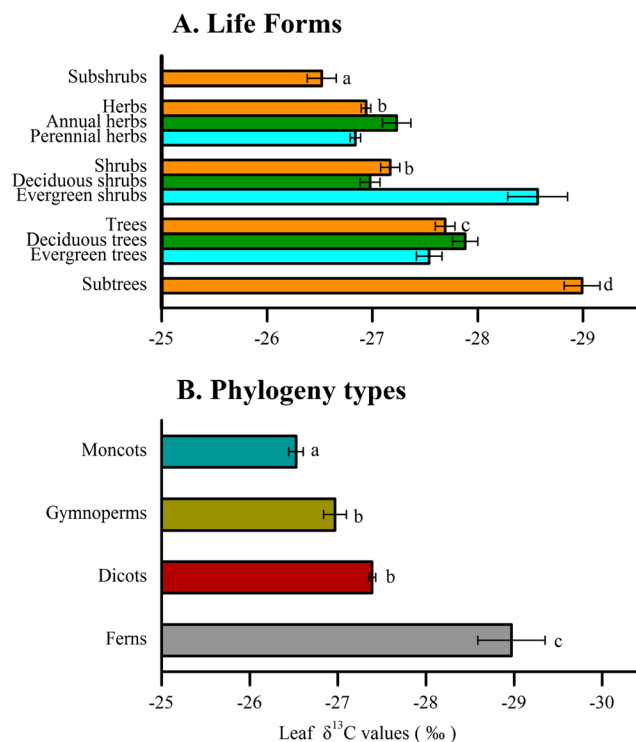 A. Life Forms
Subshrubs
a
Herbs
b
Annual herbs
Perennial herbs
Shrubs
b
Deciduous shrubs
Evergreen shrubs
Trees
c
Deciduous trees
Evergreen trees
Subtrees
d
-25 -26 -27 -28 -29
B. Phylogeny types
Moncots
a
Gymnoperms
b
Dicots
b
Ferns
c
-25 -26 -27 -28 -29 -30
Leaf δ¹³C values ( ‰ )